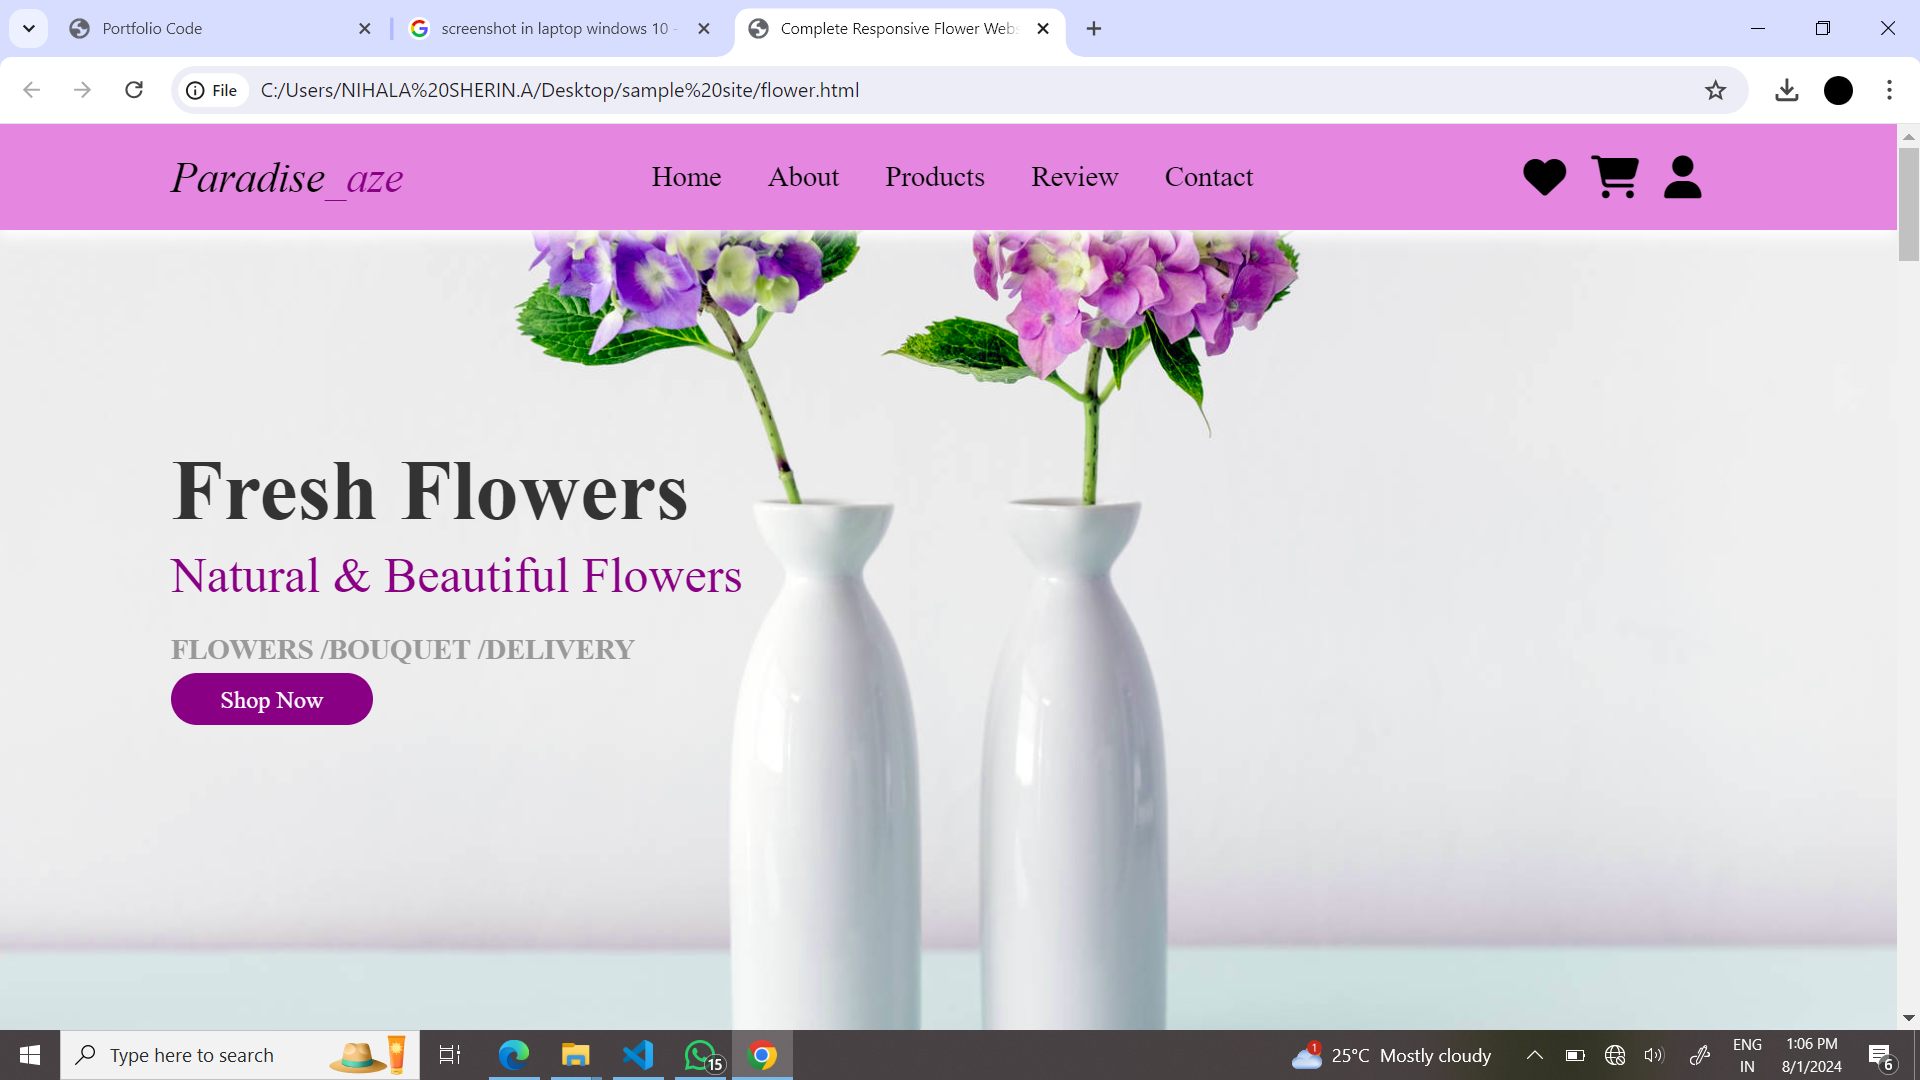 Portfolio Code
screenshot in laptop windows 10 -
Complete Responsive Flower Webs
File
C:/Users/NIHALA%20SHERIN.A/Desktop/sample%20site/flower.html
Paradise_aze
Home
About
Products
Review
Contact
Fresh Flowers
Natural & Beautiful Flowers
FLOWERS /BOUQUET /DELIVERY
Shop Now
Type here to search
15
1
25°C Mostly cloudy
ENG
IN
1:06 PM
8/1/2024
6